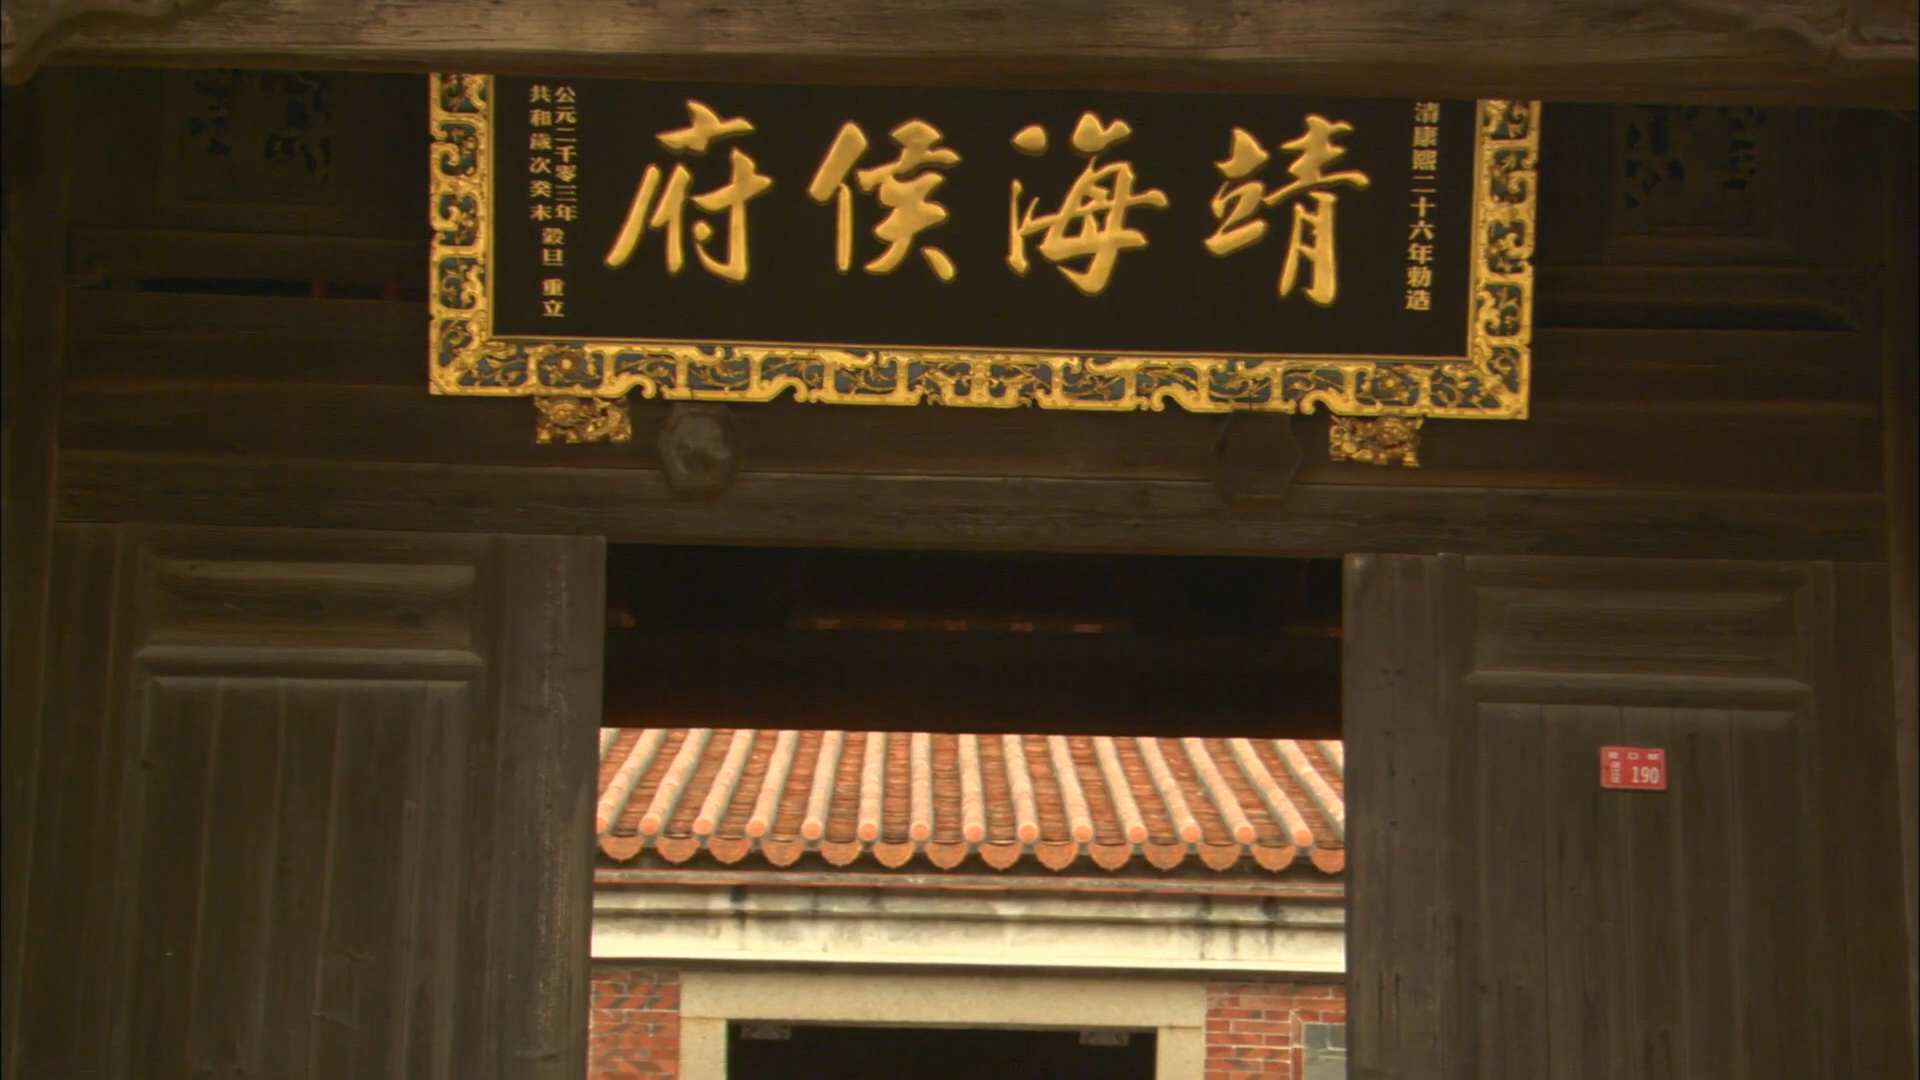 清康熙二十六年勅造
靖海侯府
公元二千零三年
共和歲次癸未
穀旦 重立
190